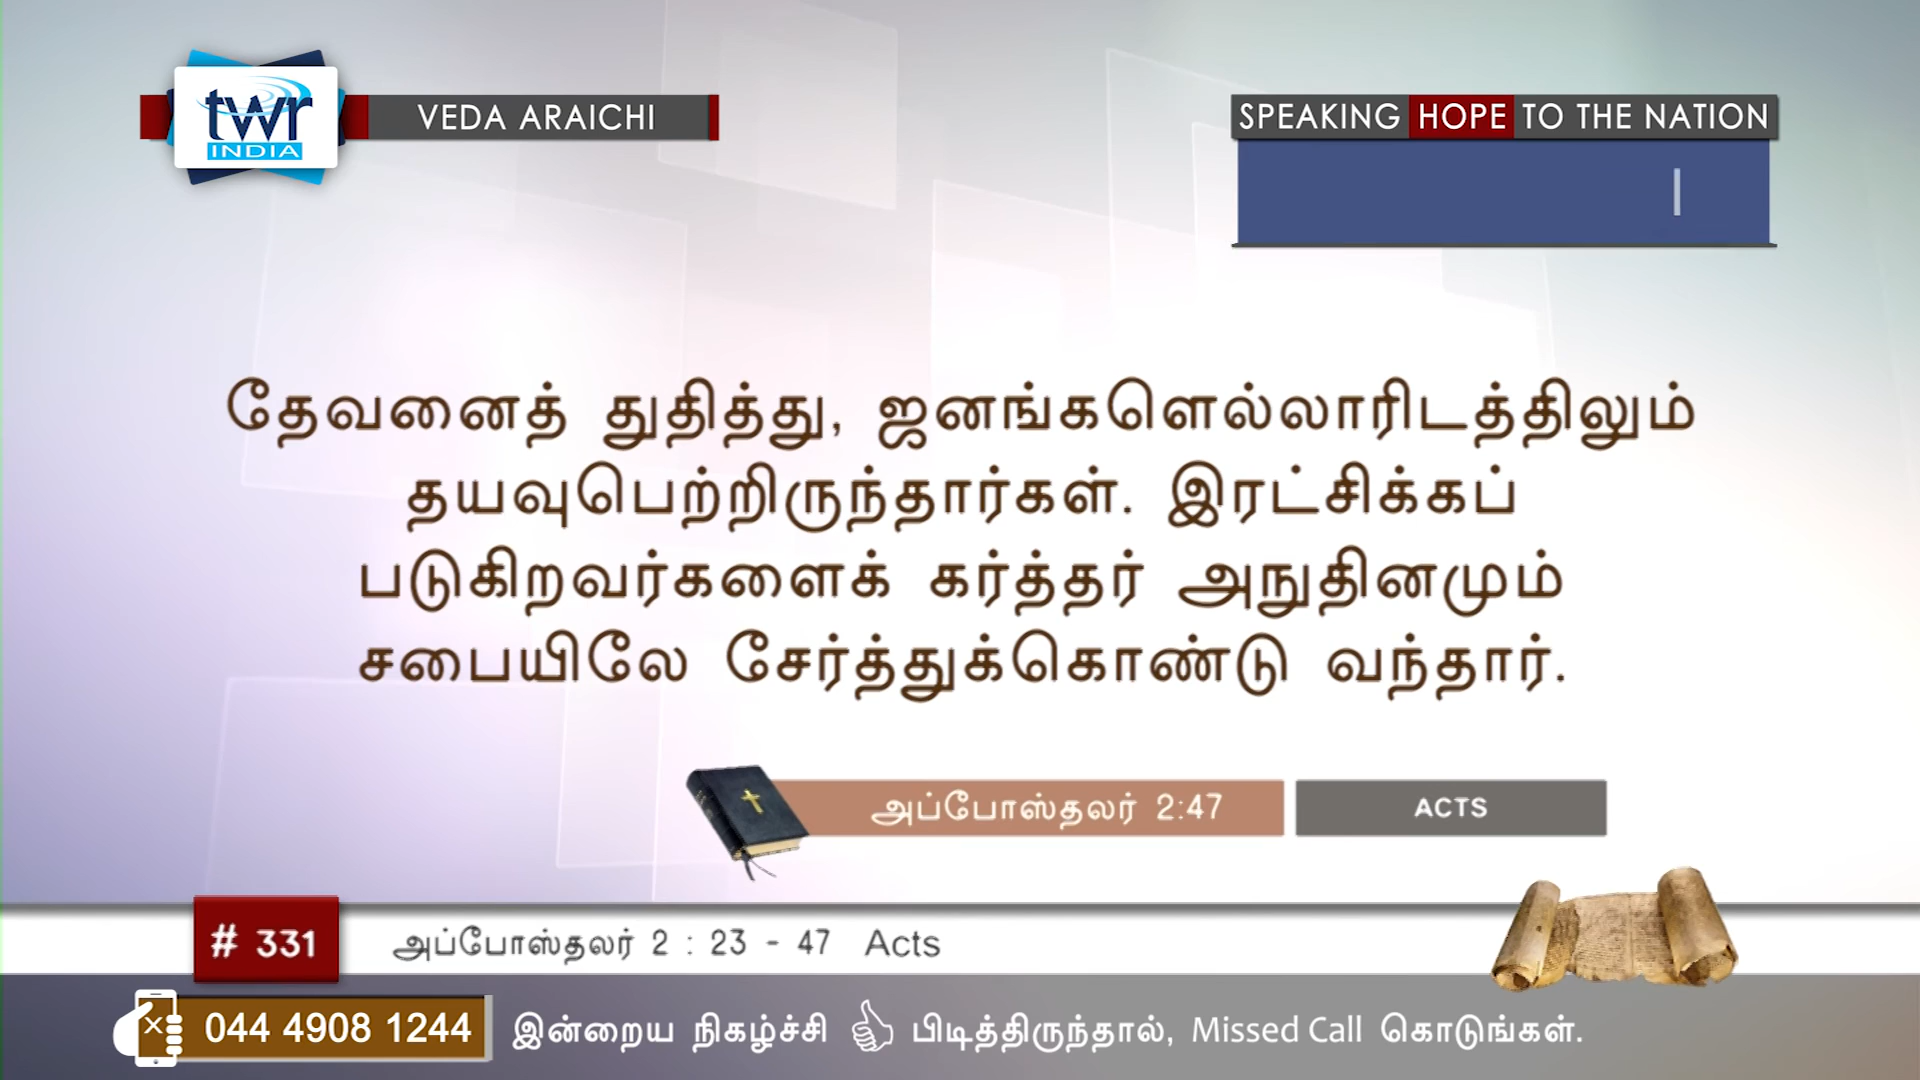 twr
INDIA
VEDA ARAICHI
SPEAKING HOPE TO THE NATION
தேவனைத் துதித்து, ஜனங்களெல்லாரிடத்திலும்
தயவுபெற்றிருந்தார்கள். இரட்சிக்கப்
படுகிறவர்களைக் கர்த்தர் அநுதினமும்
சபையிலே சேர்த்துக்கொண்டு வந்தார்.
அப்போஸ்தலர் 2:47
ACTS
# 331
அப்போஸ்தலர் 2 : 23 - 47 Acts
044 4908 1244
இன்றைய நிகழ்ச்சி பிடித்திருந்தால், Missed Call கொடுங்கள்.